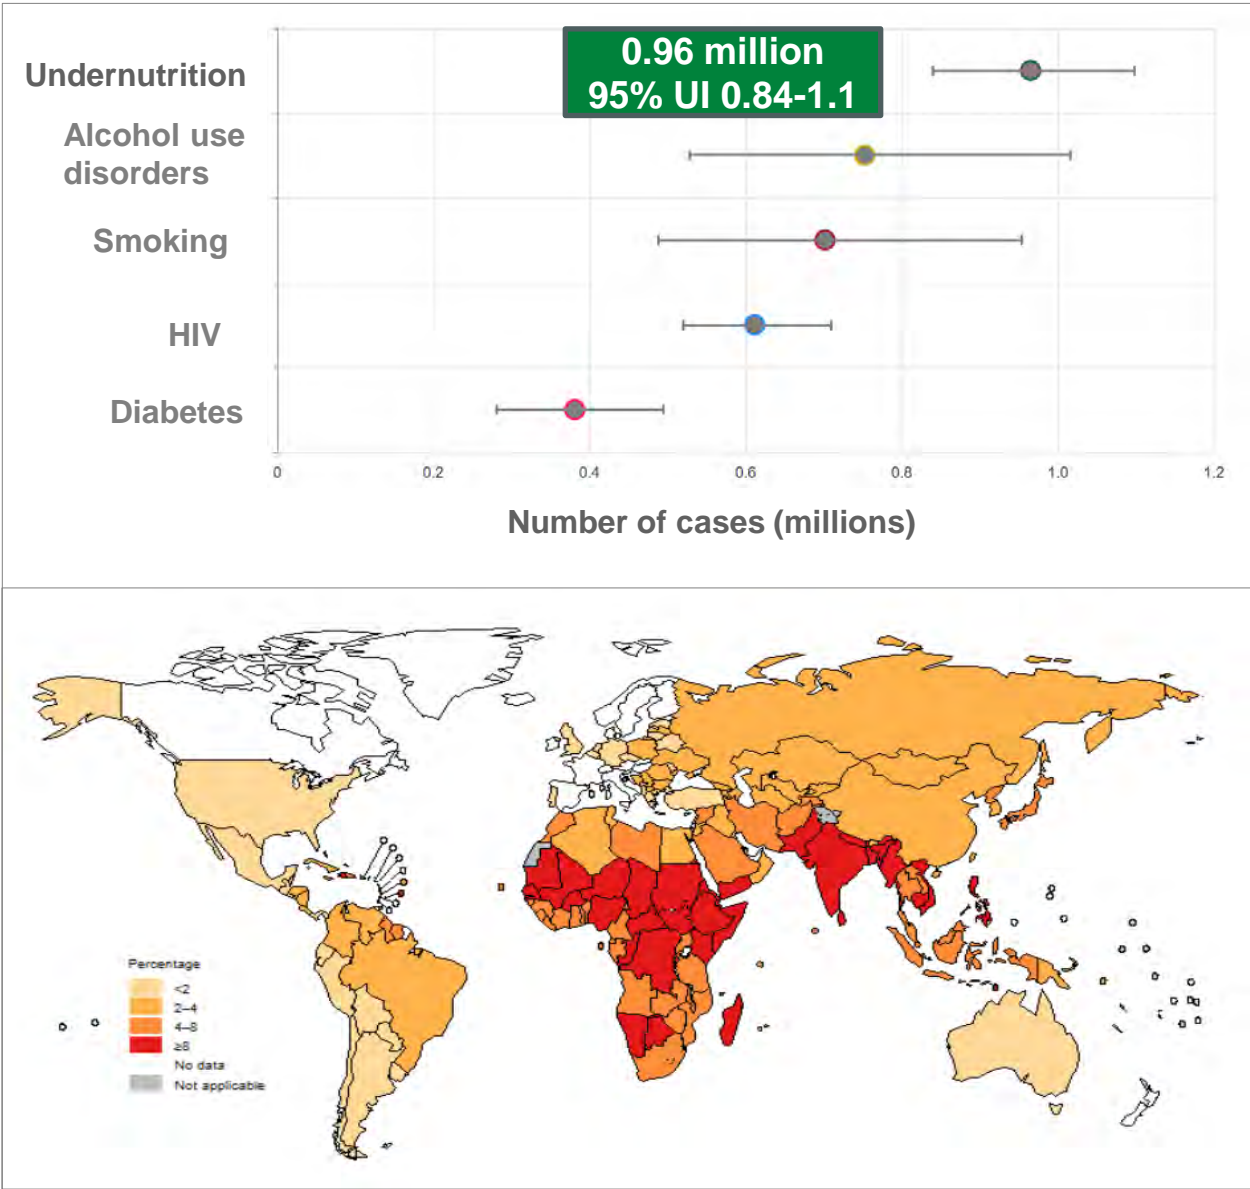 0.96 million
95% UI 0.84-1.1
Undernutrition
Alcohol use
disorders
Smoking
HIV
Diabetes
0 0.2 0.4 0.6 0.8 1.0 1.2
Number of cases (millions)
Percentage
<2
2–4
4–8
≥8
No data
Not applicable